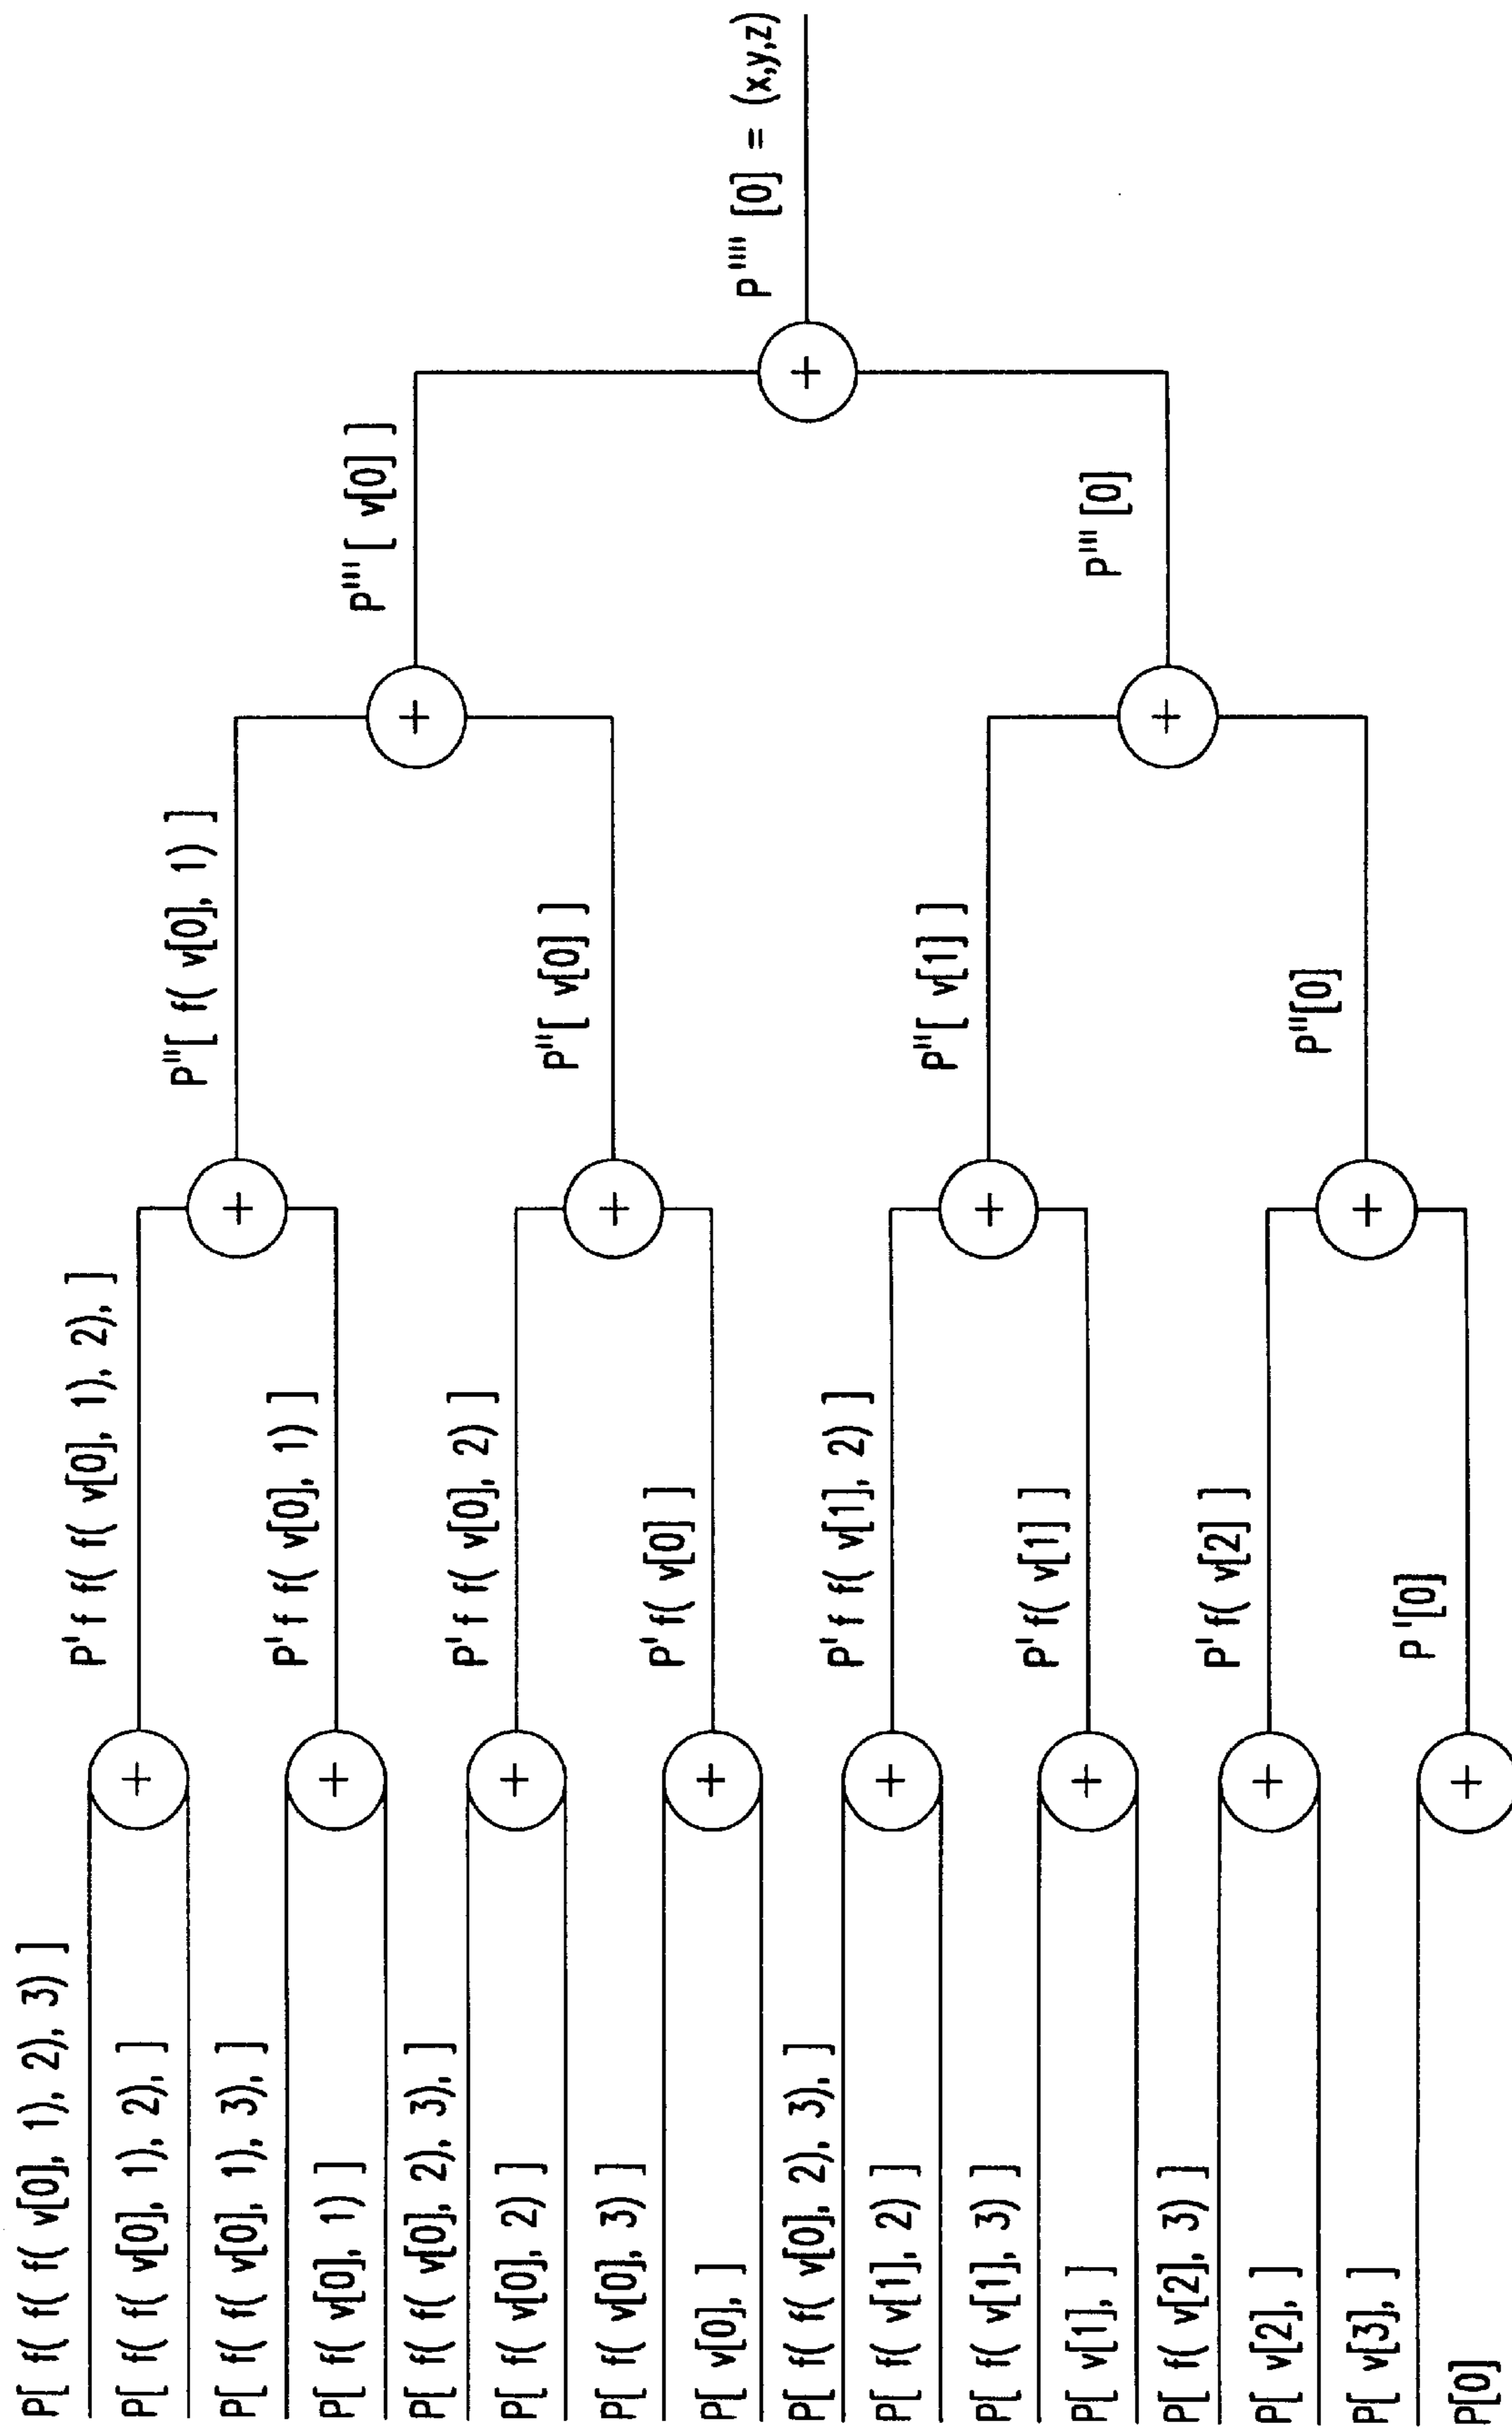 P[ f( f( f( v[0], 1), 2), 3) ]
P[ f( f( v[0], 1), 2), ]
P[ f( f( v[0], 1), 3), ]
P[ f( v[0], 1) ]
P[ f( f( v[0], 2), 3), ]
P[ f( v[0], 2) ]
P[ f( v[0], 3) ]
P[ v[0], ]
P[ f( f( v[0], 2), 3), ]
P[ f( v[1], 2) ]
P[ f( v[1], 3) ]
P[ v[1], ]
P[ f( v[2], 3) ]
P[ v[2], ]
P[ v[3], ]
P[0]
+
+
+
+
+
+
+
+
P'f f( f( v[0], 1), 2), ]
P'f f( v[0], 1) ]
P'f f( v[0], 2) ]
P'f( v[0] ]
P'f f( v[1], 2) ]
P'f( v[1] ]
P'f( v[2] ]
P'[0]
+
+
+
+
P''[ f( v[0], 1) ]
P''[ v[0] ]
P''[ v[1] ]
P''[0]
+
+
P'''[ v[0] ]
P'''[0]
+
P''''[0] = (x,y,z)